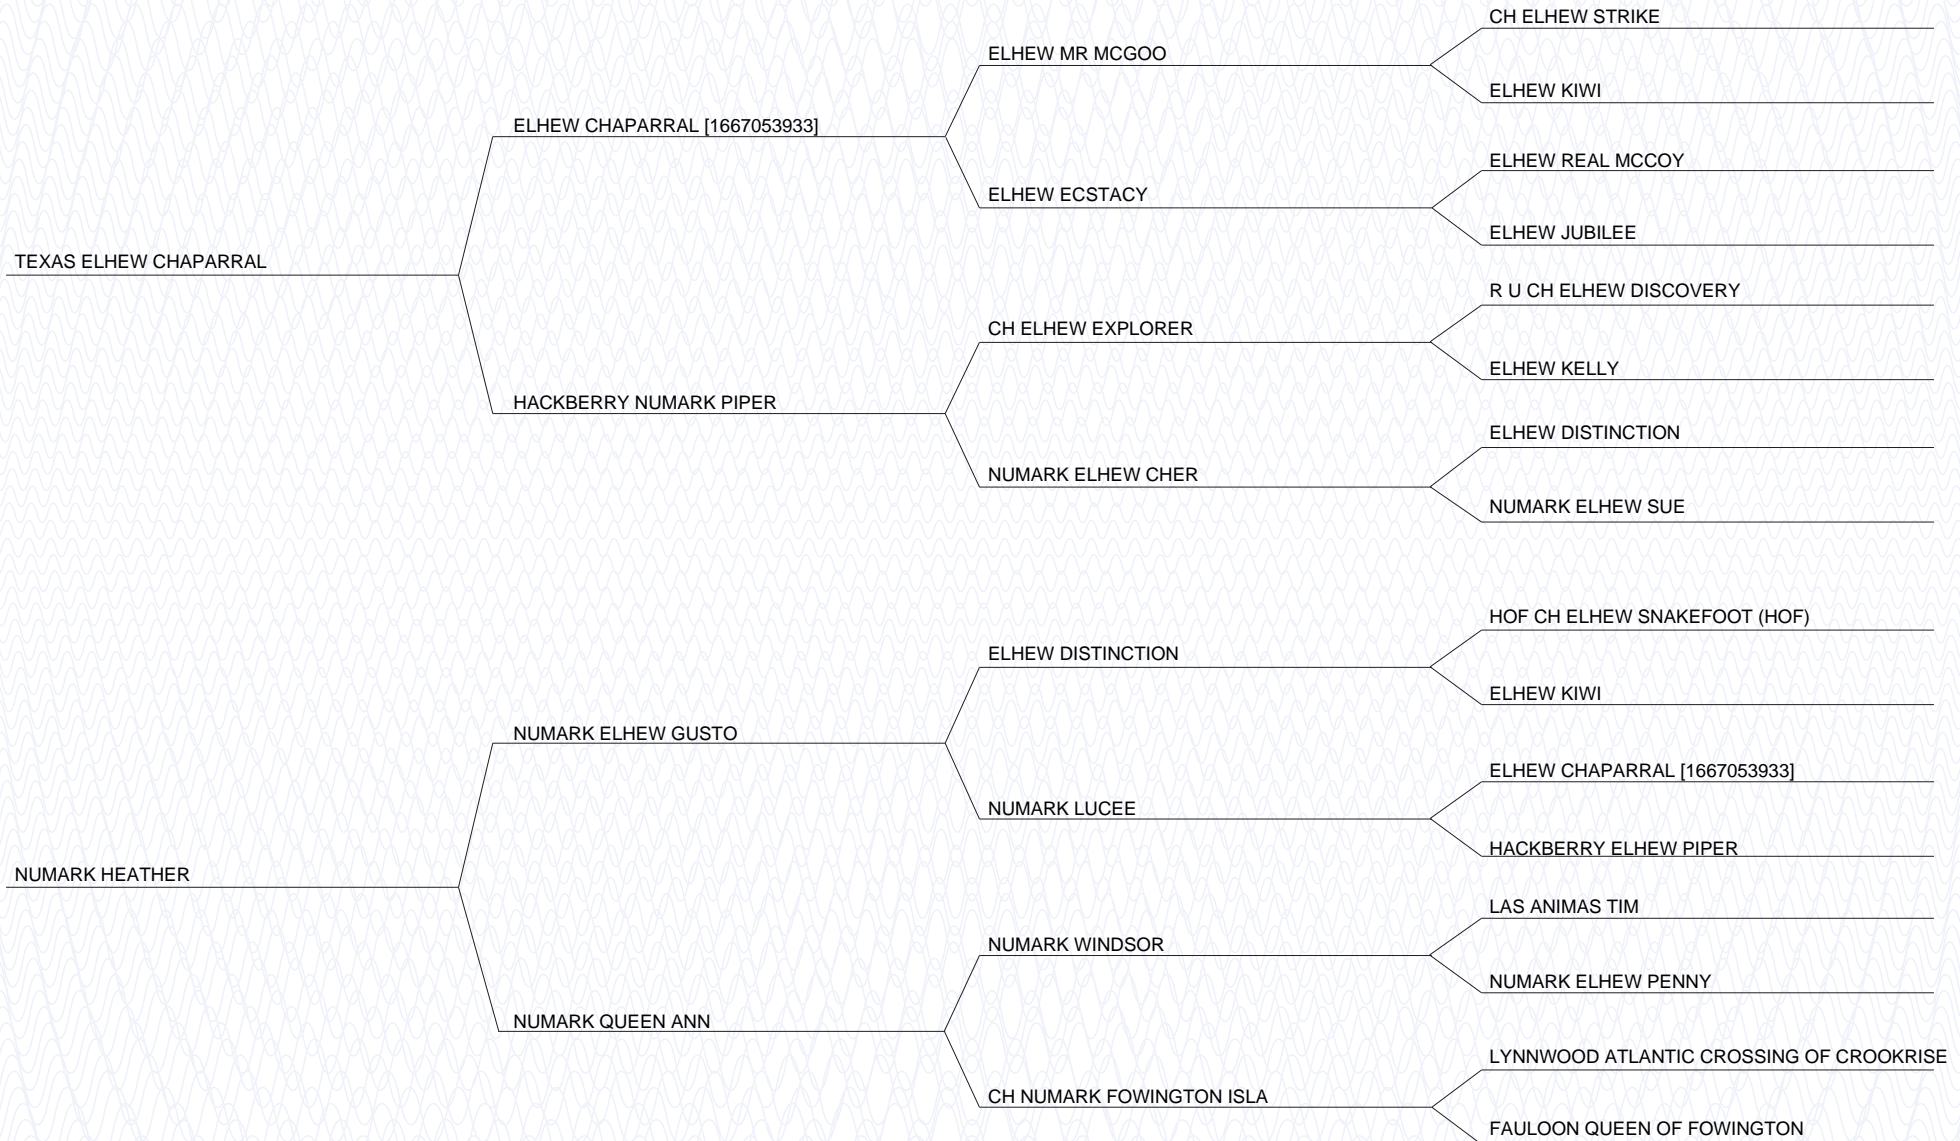 CH ELHEW STRIKE
ELHEW MR MCGOO
ELHEW KIWI
ELHEW CHAPARRAL [1667053933]
ELHEW REAL MCCOY
ELHEW ECSTACY
ELHEW JUBILEE
TEXAS ELHEW CHAPARRAL
R U CH ELHEW DISCOVERY
CH ELHEW EXPLORER
ELHEW KELLY
HACKBERRY NUMARK PIPER
ELHEW DISTINCTION
NUMARK ELHEW CHER
NUMARK ELHEW SUE
HOF CH ELHEW SNAKEFOOT (HOF)
ELHEW DISTINCTION
ELHEW KIWI
NUMARK ELHEW GUSTO
ELHEW CHAPARRAL [1667053933]
NUMARK LUCEE
HACKBERRY ELHEW PIPER
NUMARK HEATHER
LAS ANIMAS TIM
NUMARK WINDSOR
NUMARK ELHEW PENNY
NUMARK QUEEN ANN
LYNNWOOD ATLANTIC CROSSING OF CROOKRISE
CH NUMARK FOWINGTON ISLA
FAULOON QUEEN OF FOWINGTON